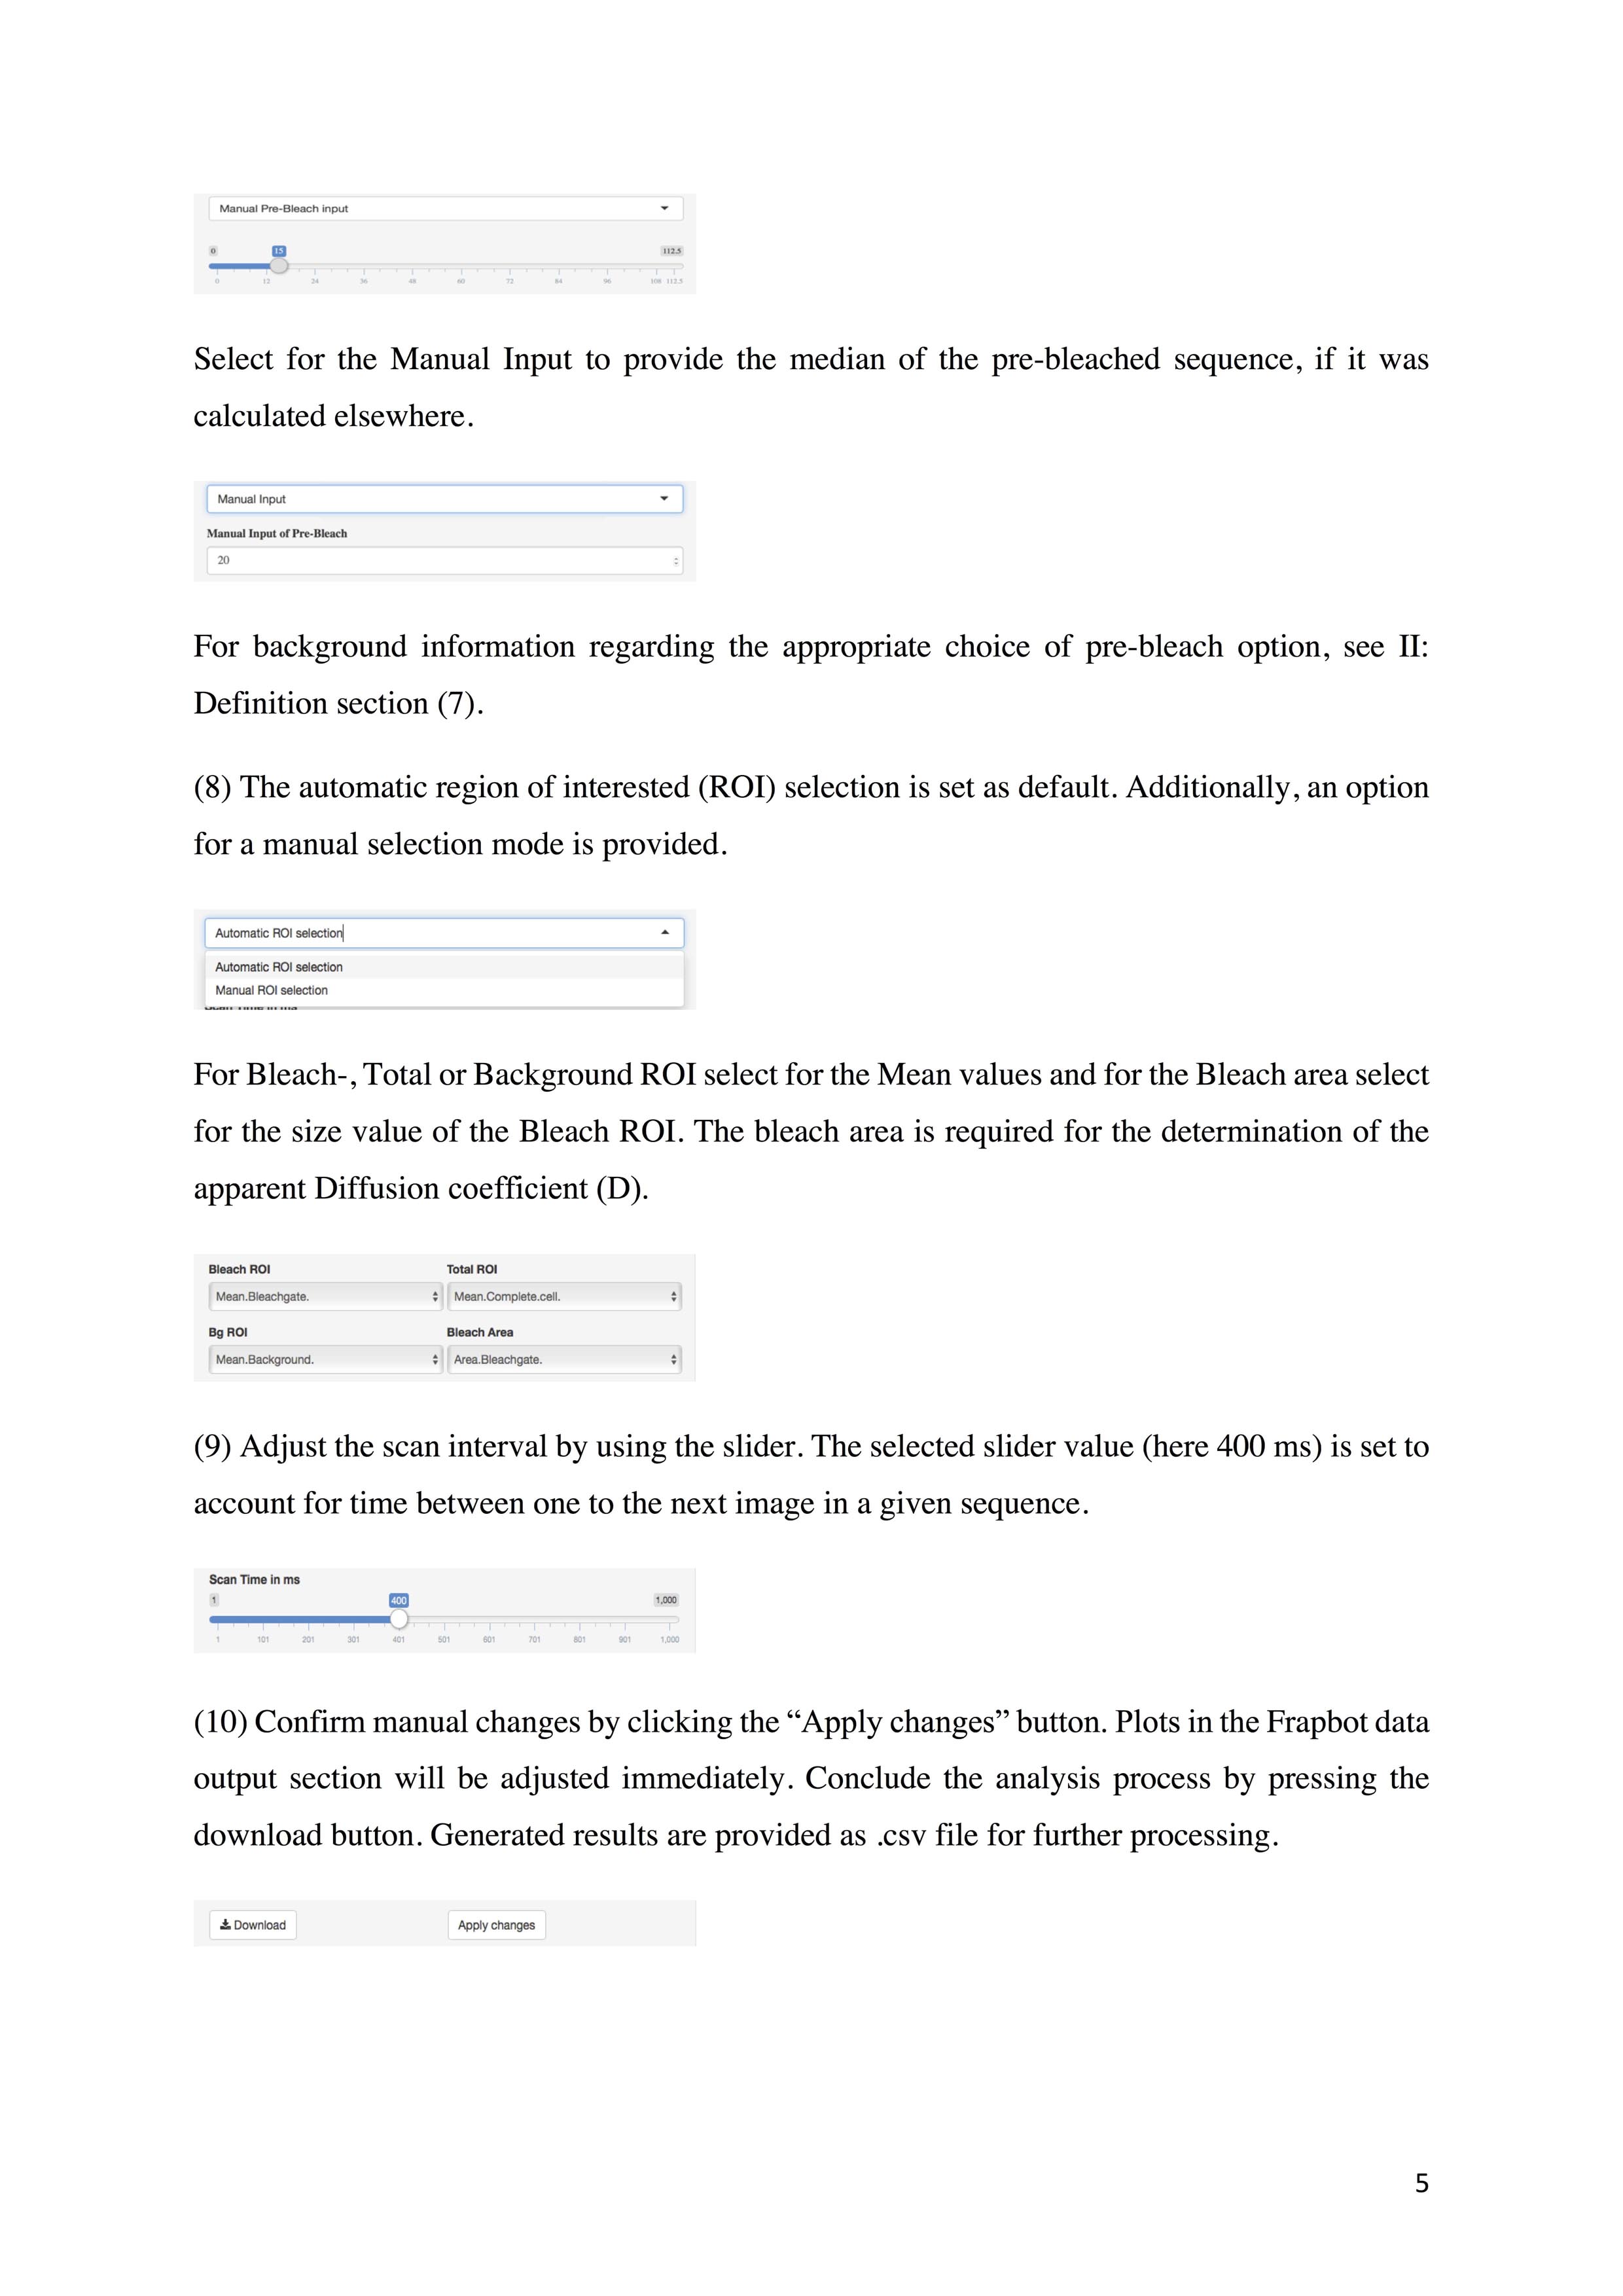 Manual Pre-Bleach input
0 15 112.5
0 12 24 36 48 60 72 84 96 108 112.5
Select for the Manual Input to provide the median of the pre-bleached sequence, if it was
calculated elsewhere.
Manual Input
Manual Input of Pre-Bleach
20
For background information regarding the appropriate choice of pre-bleach option, see II:
Definition section (7).
(8) The automatic region of interested (ROI) selection is set as default. Additionally, an option
for a manual selection mode is provided.
Automatic ROI selection
Automatic ROI selection
Manual ROI selection
For Bleach-, Total or Background ROI select for the Mean values and for the Bleach area select
for the size value of the Bleach ROI. The bleach area is required for the determination of the
apparent Diffusion coefficient (D).
Bleach ROI Total ROI
Mean.Bleachgate. Mean.Complete.cell.
Bg ROI Bleach Area
Mean.Background. Area.Bleachgate.
(9) Adjust the scan interval by using the slider. The selected slider value (here 400 ms) is set to
account for time between one to the next image in a given sequence.
Scan Time in ms
1 400 1,000
1 101 201 301 401 501 601 701 801 901 1,000
(10) Confirm manual changes by clicking the “Apply changes” button. Plots in the Frapbot data
output section will be adjusted immediately. Conclude the analysis process by pressing the
download button. Generated results are provided as .csv file for further processing.
Download Apply changes
5